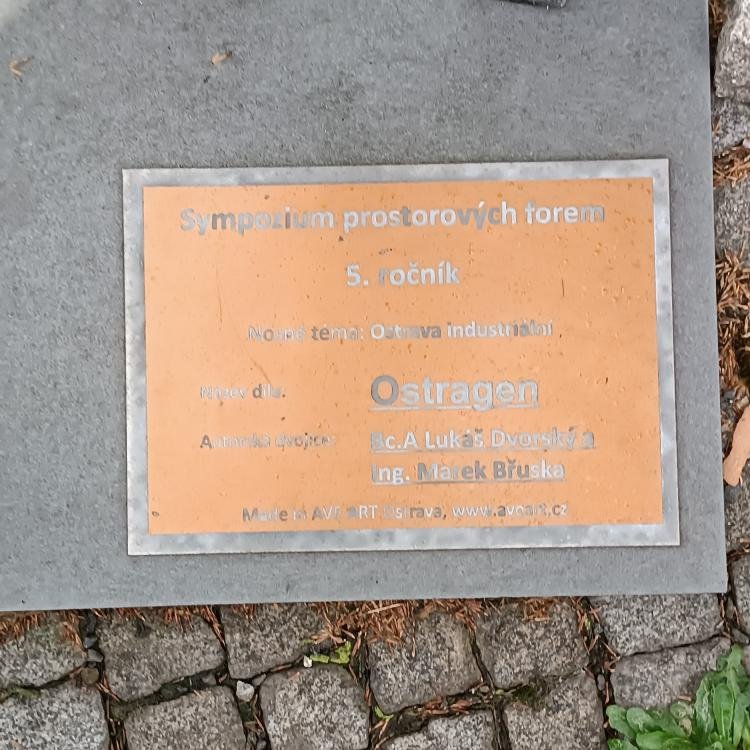 Sympozium prostorových forem
5. ročník
Nosné téma: Ostrava industriální
Název díla:
Ostragen
Autorská dvojice:
Bc.A Lukáš Dvorský a
Ing. Marek Břuska
Made in AVE ART Ostrava, www.aveart.cz